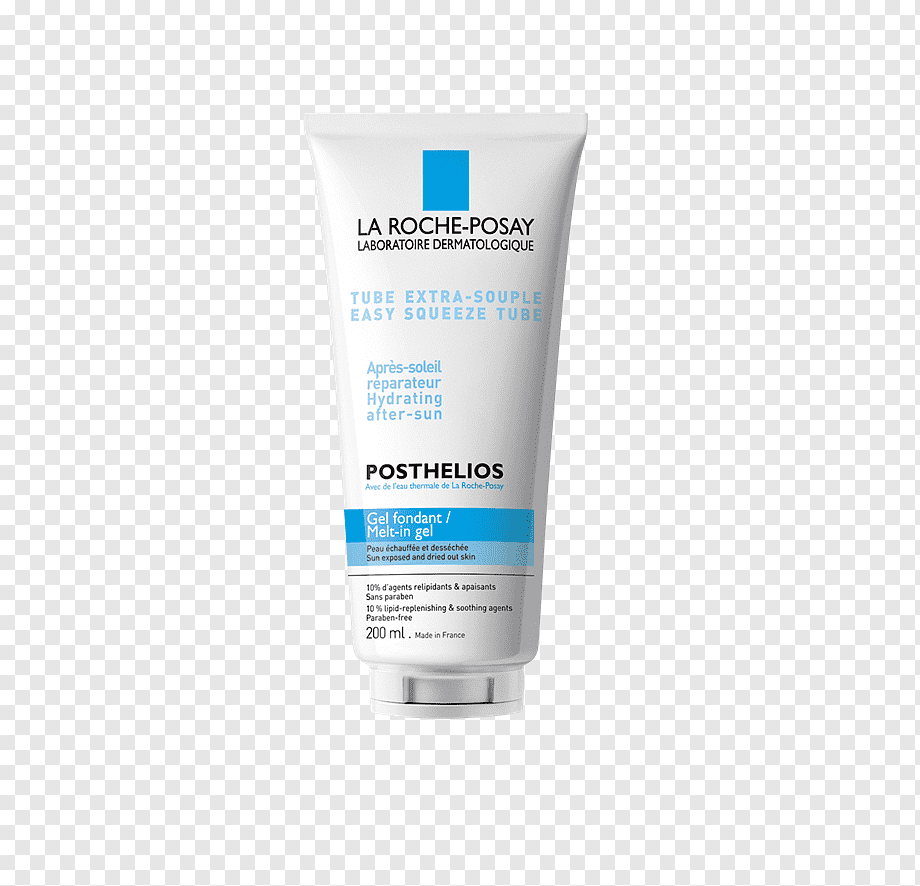 LA ROCHE-POSAY
LABORATOIRE DERMATOLOGIQUE
TUBE EXTRA-SOUPLE
EASY SQUEEZE TUBE
Après-soleil
réparateur
Hydrating
after-sun
POSTHELIOS
Avec de l'eau thermale de La Roche-Posay
Gel fondant /
Melt-in gel
Peau échauffée et desséchée
Sun exposed and dried out skin
10% d'agents relipidants & apaisants
Sans paraben
10 % lipid-replenishing & soothing agents
Paraben-free
200 ml . Made in France